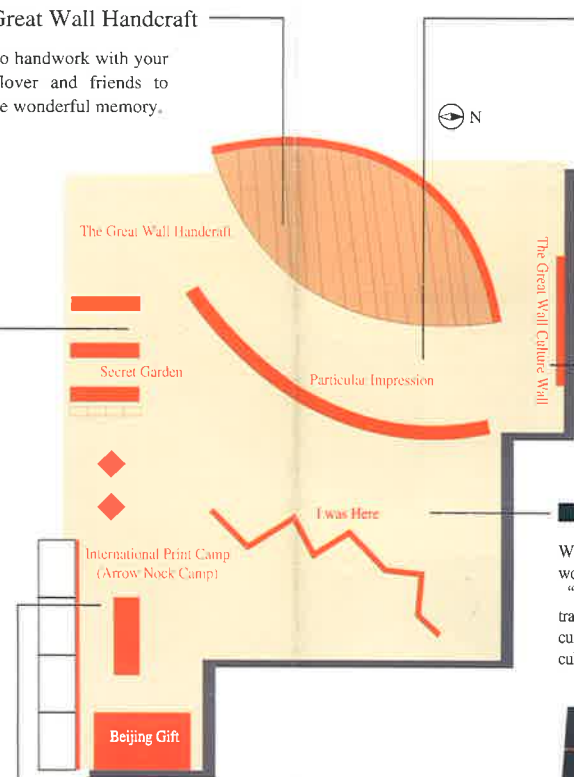 Great Wall Handcraft
o handwork with your
lover and friends to
e wonderful memory.
N
The Great Wall Handcraft
The Great Wall Culture Wall
Secret Garden
Particular Impression
I was Here
International Print Camp
(Arrow Nock Camp)
Beijing Gift
W
wo
“
tra
cu
cu